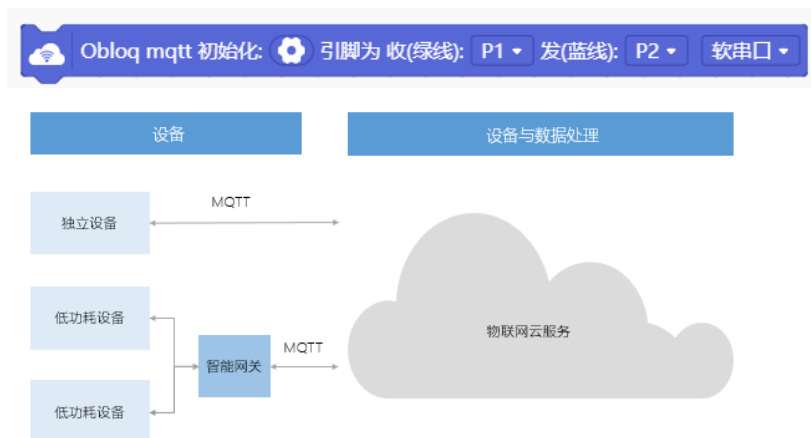 Obloq mqtt 初始化: 引脚为 收(绿线): P1 发(蓝线): P2 软串口
设备 设备与数据处理
MQTT
独立设备
低功耗设备
物联网云服务
MQTT
智能网关
低功耗设备